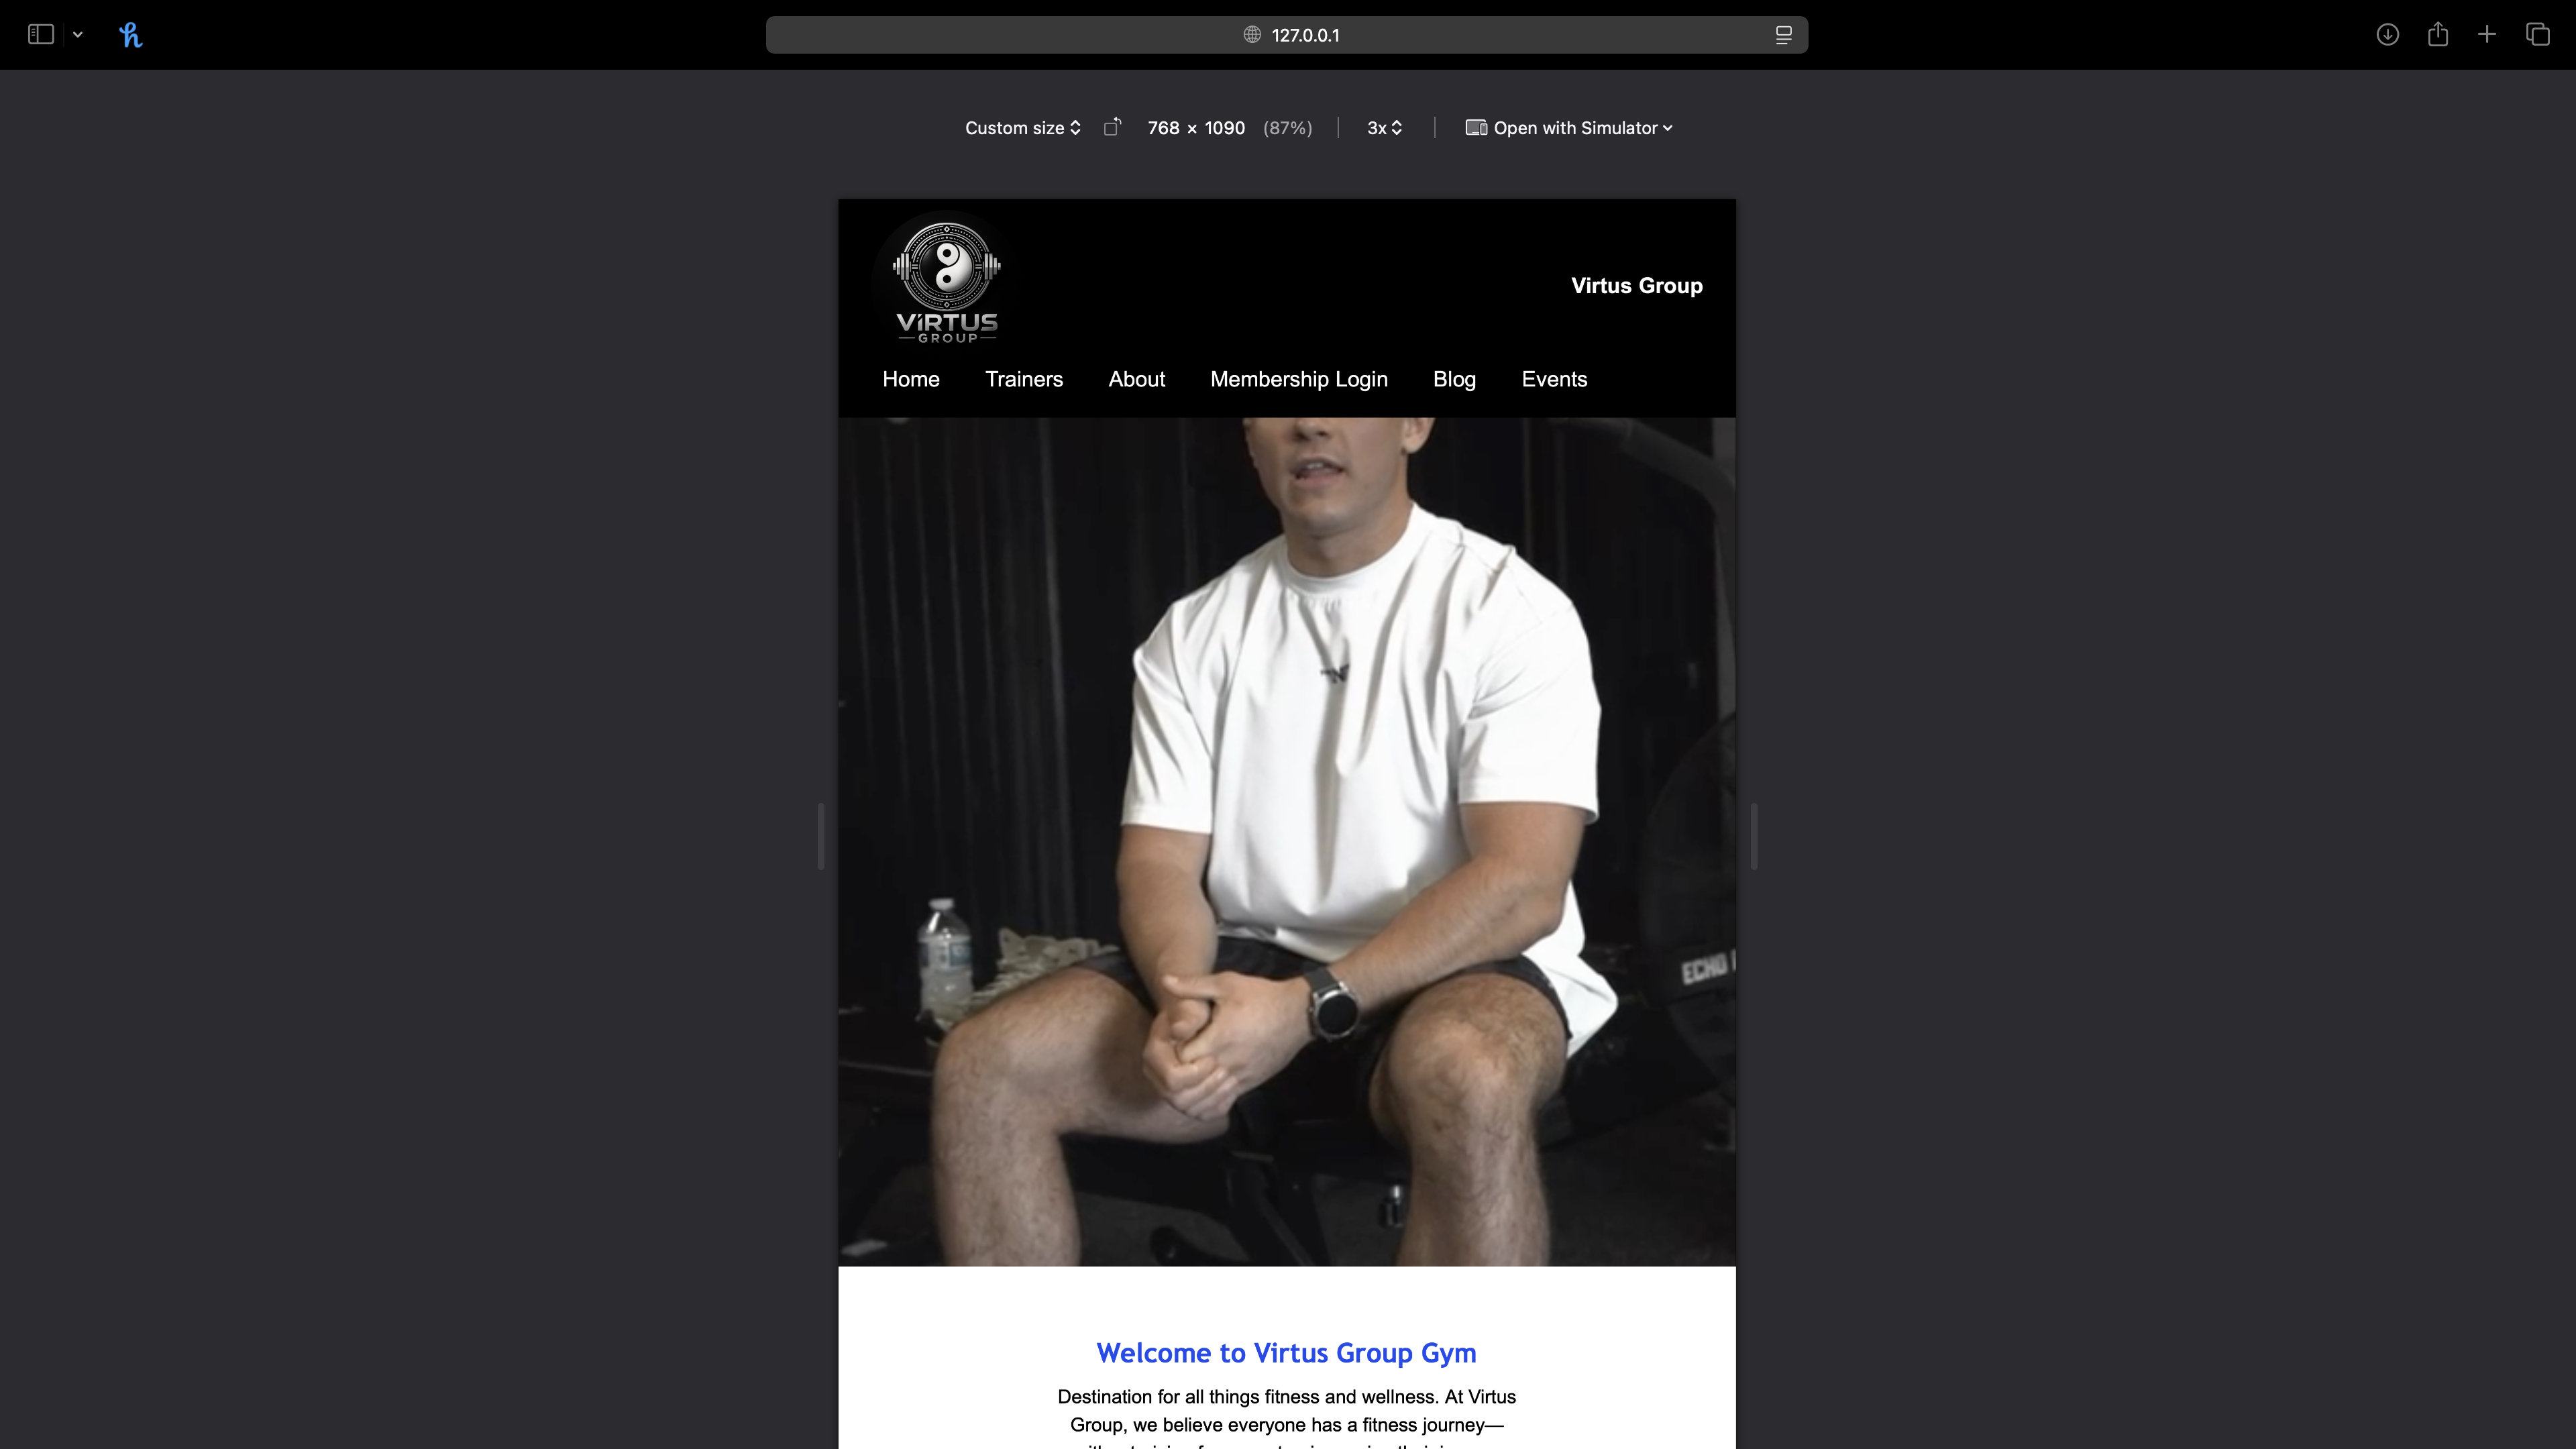 127.0.0.1
Custom size 768 × 1090 (87%) 3x Open with Simulator
ViRTUS
GROUP
Virtus Group
Home Trainers About Membership Login Blog Events
ECHO
Welcome to Virtus Group Gym
Destination for all things fitness and wellness. At Virtus
Group, we believe everyone has a fitness journey—